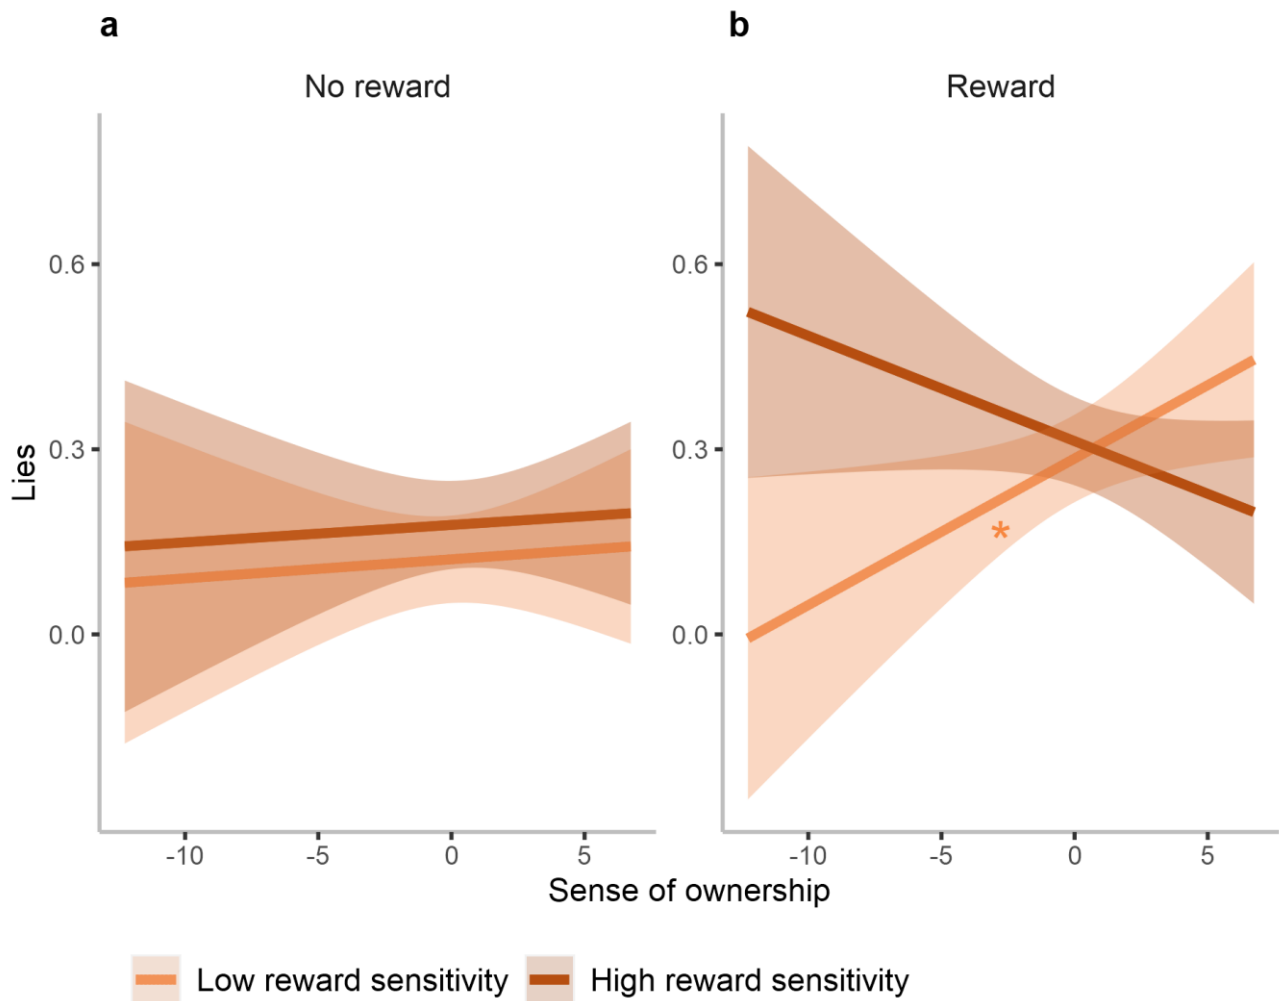 a
b
No reward
Reward
Lies
0.6
0.3
0.0
0.6
0.3
0.0
*
-10 -5 0 5
-10 -5 0 5
Sense of ownership
Low reward sensitivity
High reward sensitivity